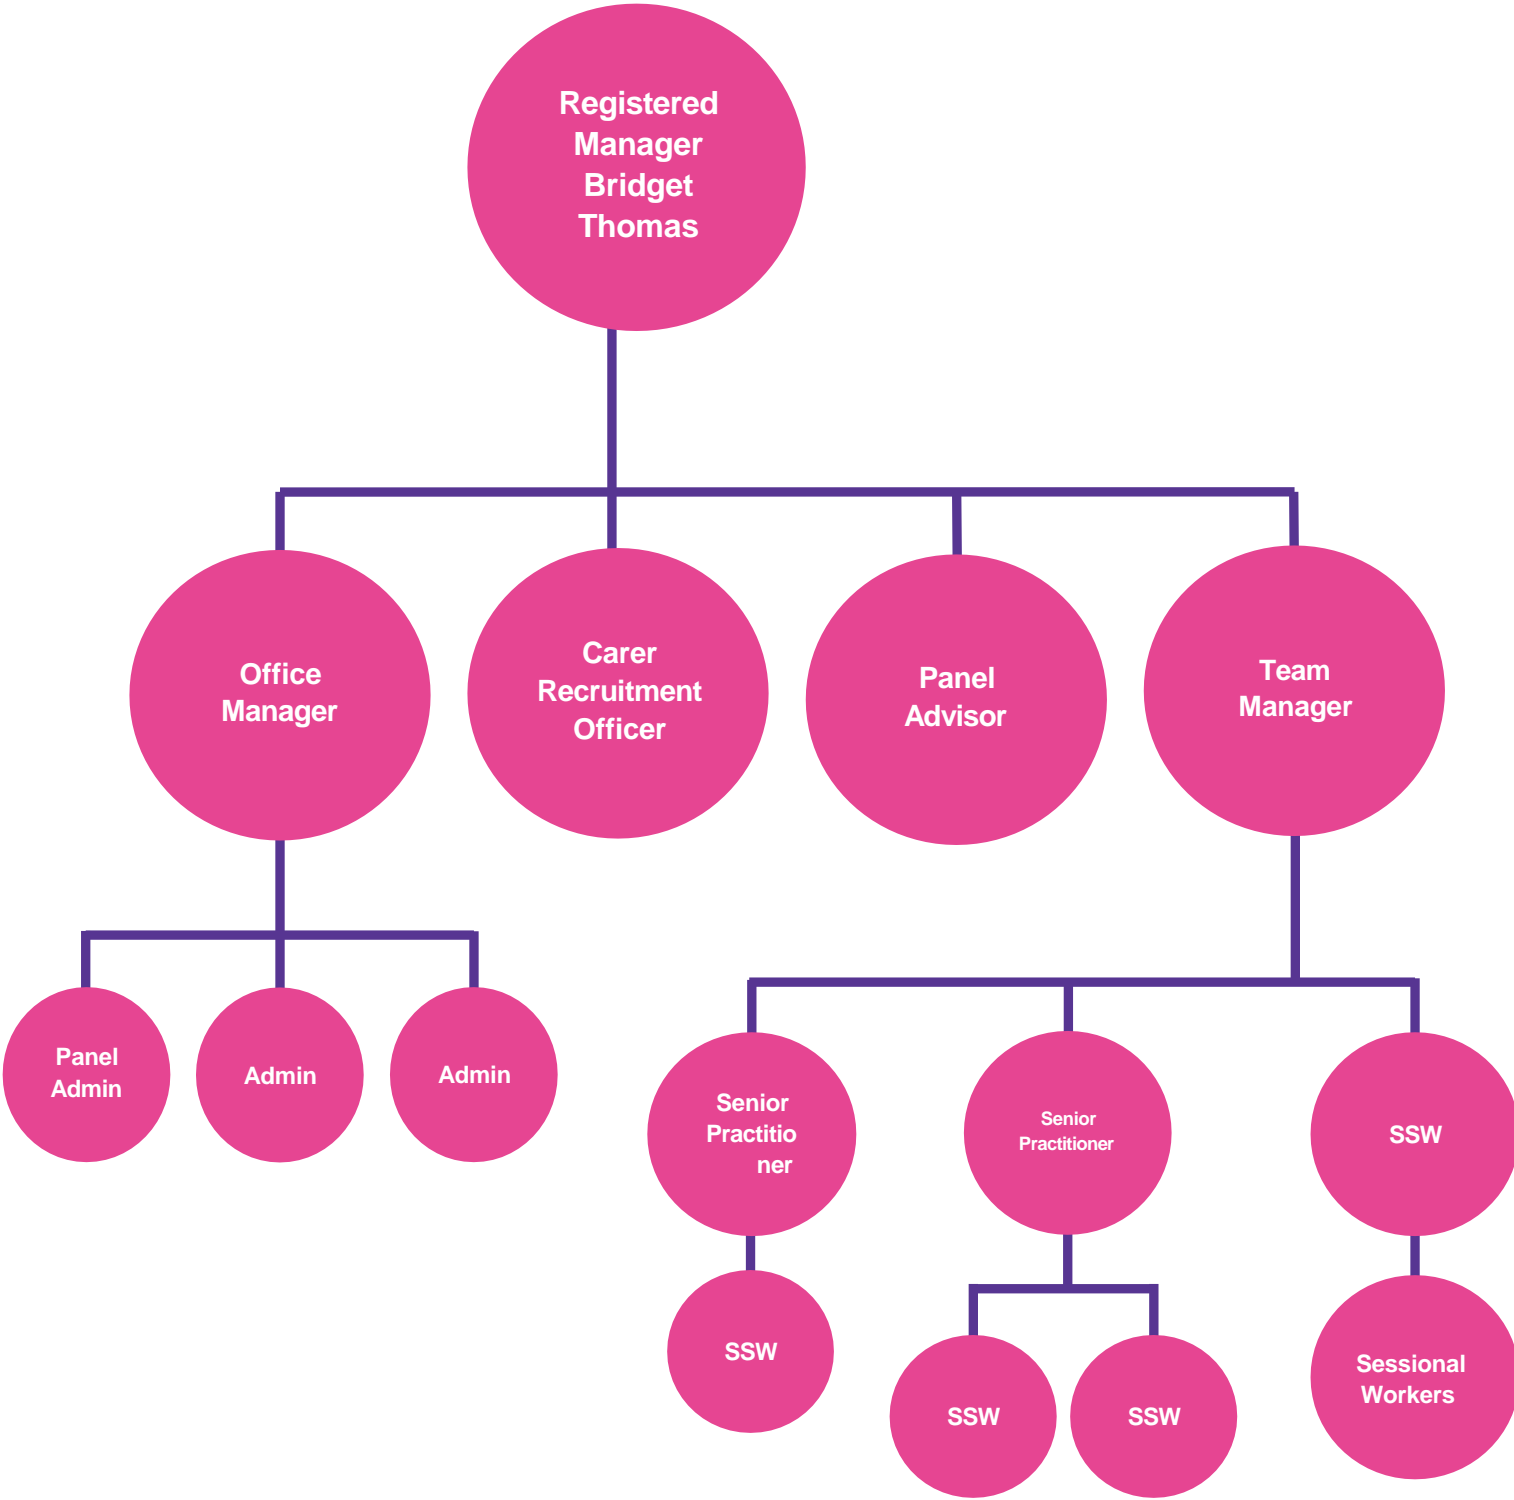 Registered
Manager
Bridget
Thomas
Office
Manager
Carer
Recruitment
Officer
Panel
Advisor
Team
Manager
Panel
Admin
Admin
Admin
Senior
Practitio
ner
Senior
Practitioner
SSW
SSW
SSW
SSW
Sessional
Workers